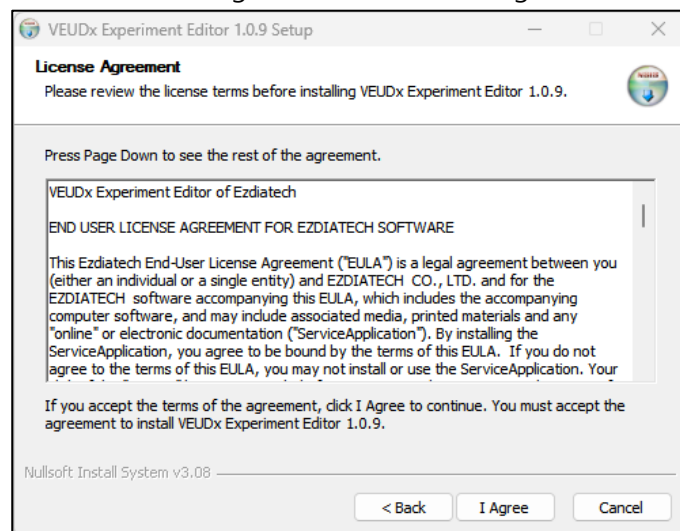 VEUDx Experiment Editor 1.0.9 Setup
License Agreement
Please review the license terms before installing VEUDx Experiment Editor 1.0.9.
Press Page Down to see the rest of the agreement.
VEUDx Experiment Editor of Ezdiatech
END USER LICENSE AGREEMENT FOR EZDIATECH SOFTWARE
This Ezdiatech End-User License Agreement ("EULA") is a legal agreement between you
(either an individual or a single entity) and EZDIATECH CO., LTD. and for the
EZDIATECH software accompanying this EULA, which includes the accompanying
computer software, and may include associated media, printed materials and any
"online" or electronic documentation ("ServiceApplication"). By installing the
ServiceApplication, you agree to be bound by the terms of this EULA. If you do not
agree to the terms of this EULA, you may not install or use the ServiceApplication. Your
If you accept the terms of the agreement, click I Agree to continue. You must accept the
agreement to install VEUDx Experiment Editor 1.0.9.
Nullsoft Install System v3.08
< Back
I Agree
Cancel